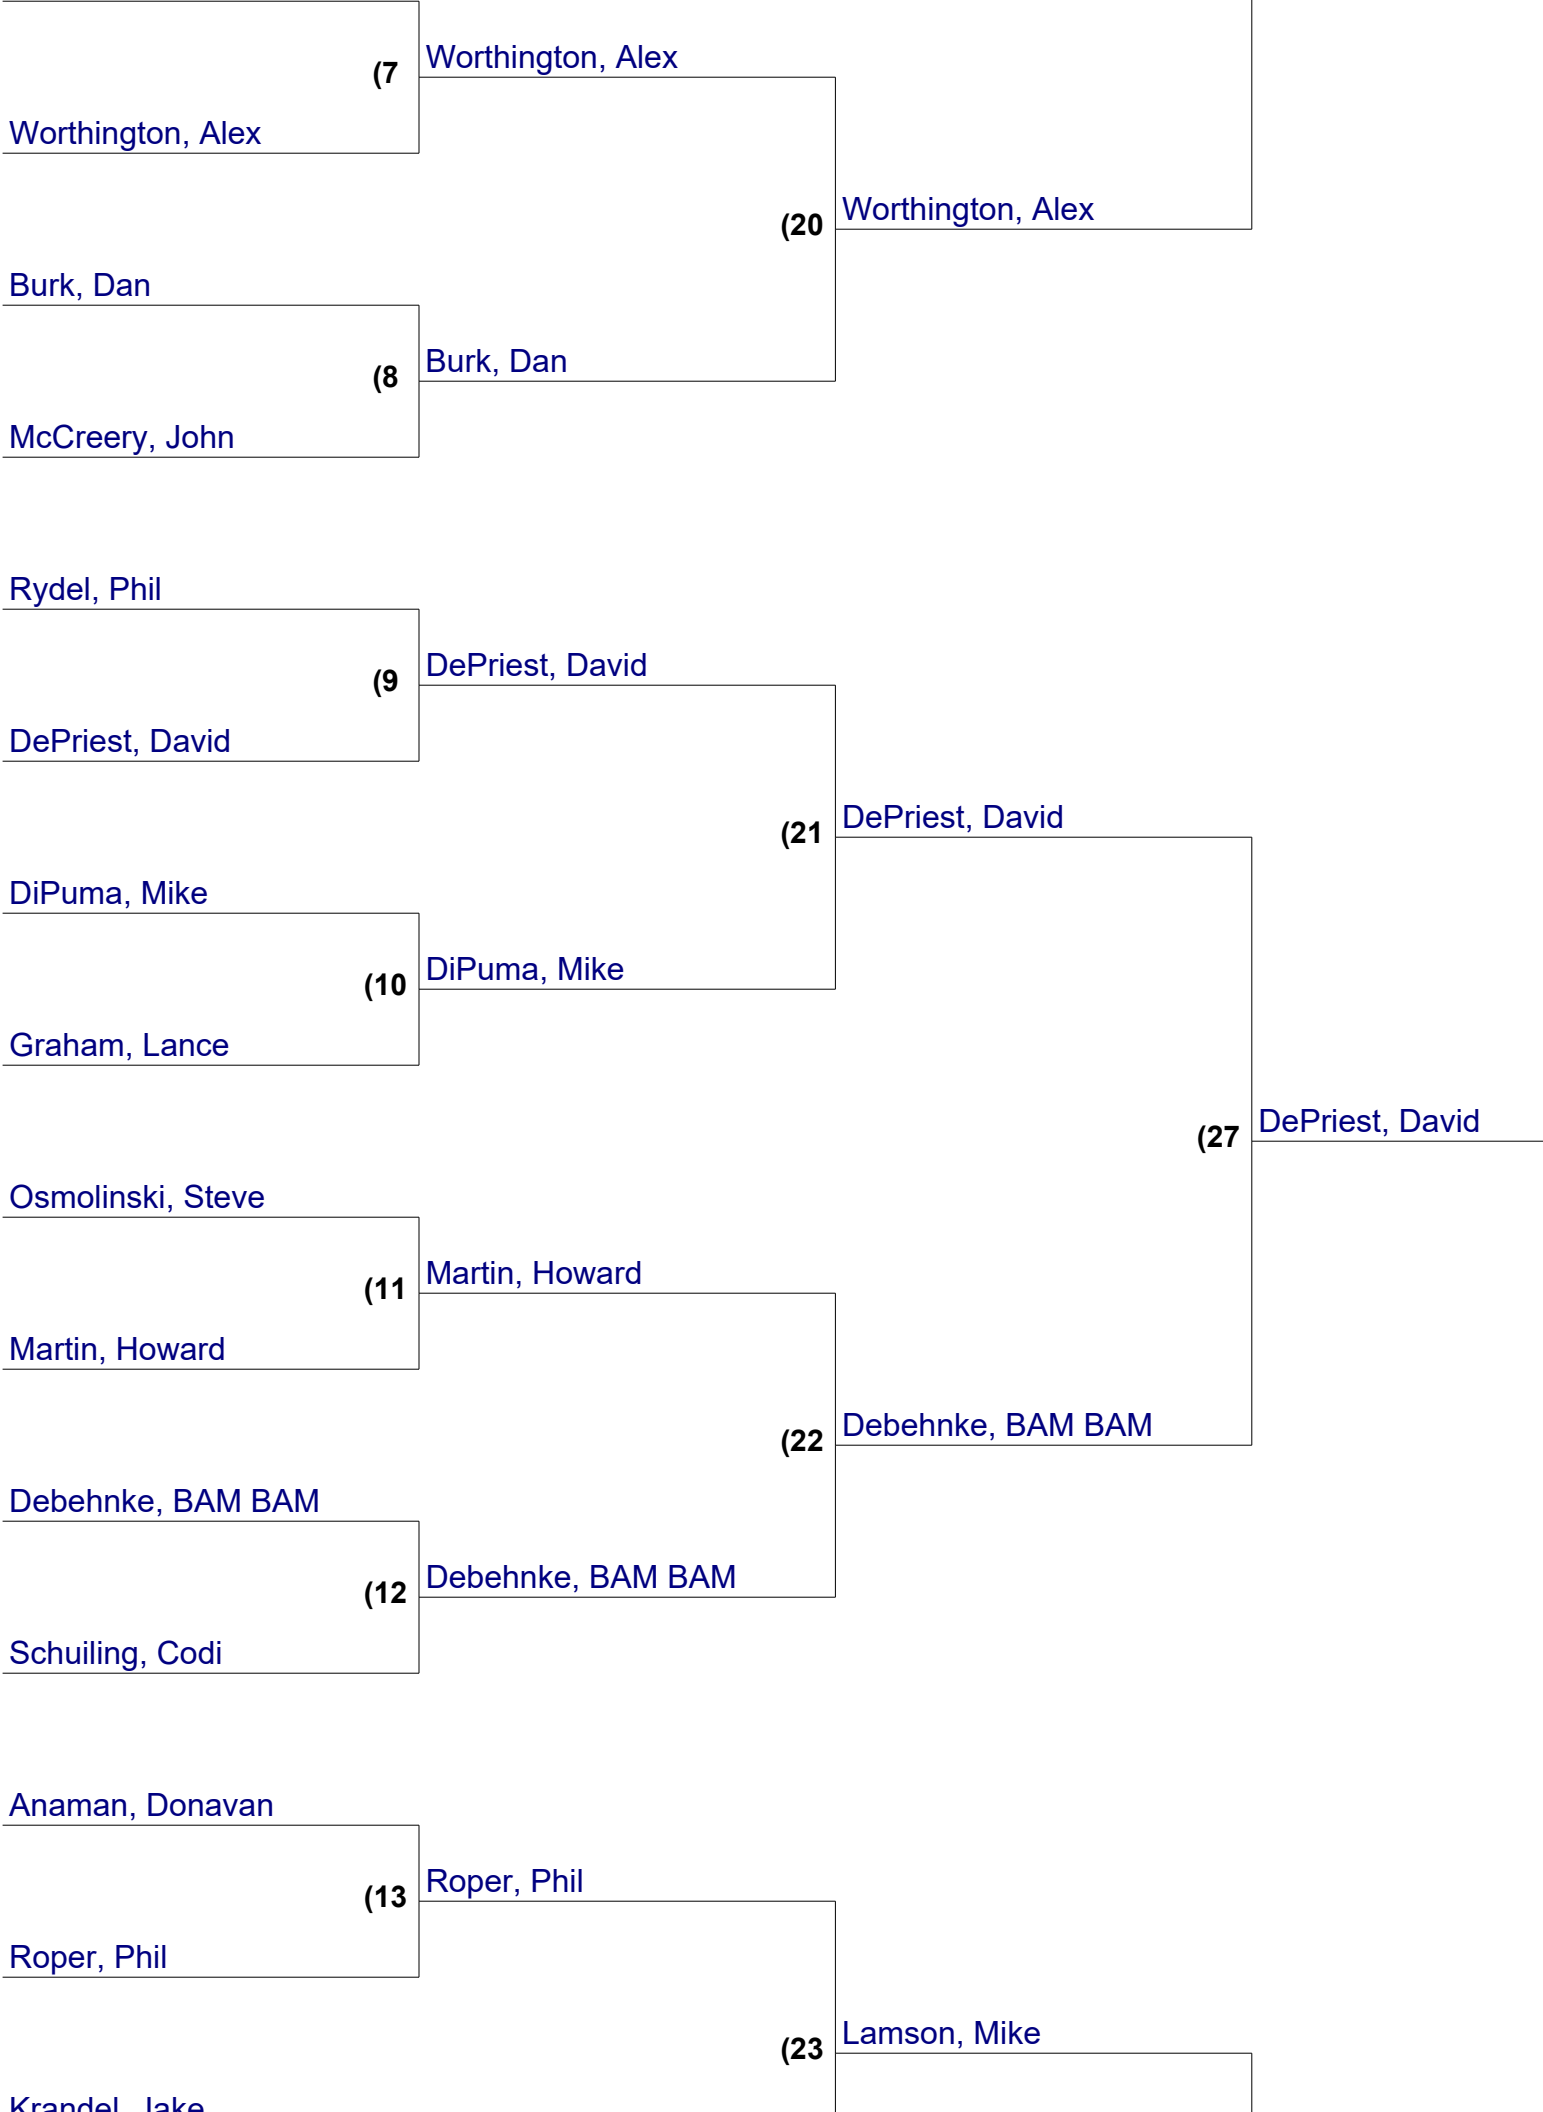 Worthington, Alex
(7
Worthington, Alex
Worthington, Alex
(20
Burk, Dan
Burk, Dan
(8
McCreery, John
Rydel, Phil
DePriest, David
(9
DePriest, David
DePriest, David
(21
DiPuma, Mike
DiPuma, Mike
(10
Graham, Lance
DePriest, David
(27
Osmolinski, Steve
Martin, Howard
(11
Martin, Howard
Debehnke, BAM BAM
(22
Debehnke, BAM BAM
Debehnke, BAM BAM
(12
Schuiling, Codi
Anaman, Donavan
Roper, Phil
(13
Roper, Phil
Lamson, Mike
(23
Krandel, Jake